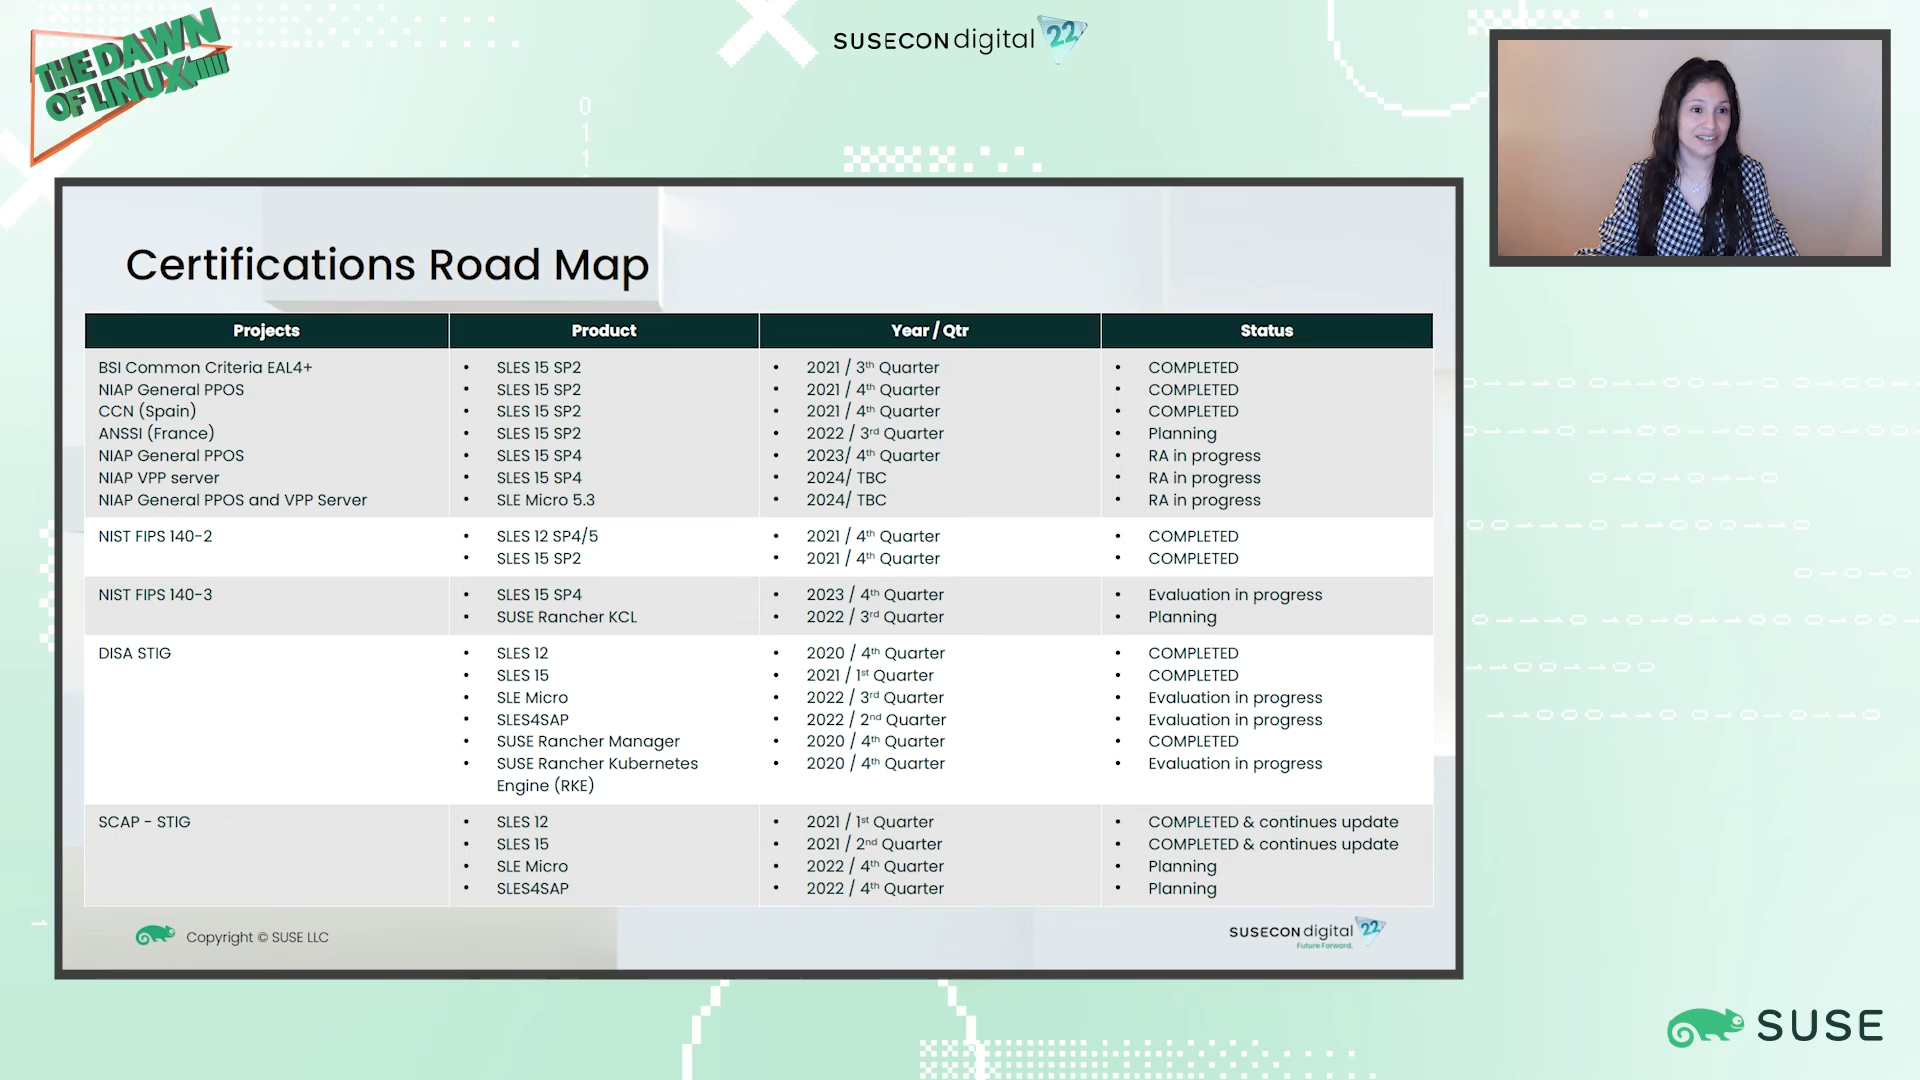 THE DAWN
OF LINUX
SUSECON digital 22
0
1
1
Certifications Road Map
Projects Product Year / Qtr Status
BSI Common Criteria EAL4+ • SLES 15 SP2 • 2021 / 3th Quarter • COMPLETED
NIAP General PPOS • SLES 15 SP2 • 2021 / 4th Quarter • COMPLETED
CCN (Spain) • SLES 15 SP2 • 2021 / 4th Quarter • COMPLETED
ANSSI (France) • SLES 15 SP2 • 2022 / 3rd Quarter • Planning
NIAP General PPOS • SLES 15 SP4 • 2023/ 4th Quarter • RA in progress
NIAP VPP server • SLES 15 SP4 • 2024/ TBC • RA in progress
NIAP General PPOS and VPP Server • SLE Micro 5.3 • 2024/ TBC • RA in progress
NIST FIPS 140-2 • SLES 12 SP4/5 • 2021 / 4th Quarter • COMPLETED
• SLES 15 SP2 • 2021 / 4th Quarter • COMPLETED
NIST FIPS 140-3 • SLES 15 SP4 • 2023 / 4th Quarter • Evaluation in progress
• SUSE Rancher KCL • 2022 / 3rd Quarter • Planning
DISA STIG • SLES 12 • 2020 / 4th Quarter • COMPLETED
• SLES 15 • 2021 / 1st Quarter • COMPLETED
• SLE Micro • 2022 / 3rd Quarter • Evaluation in progress
• SLES4SAP • 2022 / 2nd Quarter • Evaluation in progress
• SUSE Rancher Manager • 2020 / 4th Quarter • COMPLETED
• SUSE Rancher Kubernetes • 2020 / 4th Quarter • Evaluation in progress
Engine (RKE)
SCAP - STIG • SLES 12 • 2021 / 1st Quarter • COMPLETED & continues update
• SLES 15 • 2021 / 2nd Quarter • COMPLETED & continues update
• SLE Micro • 2022 / 4th Quarter • Planning
• SLES4SAP • 2022 / 4th Quarter • Planning
Copyright © SUSE LLC
SUSECON digital 22
Future Forward.
SUSE